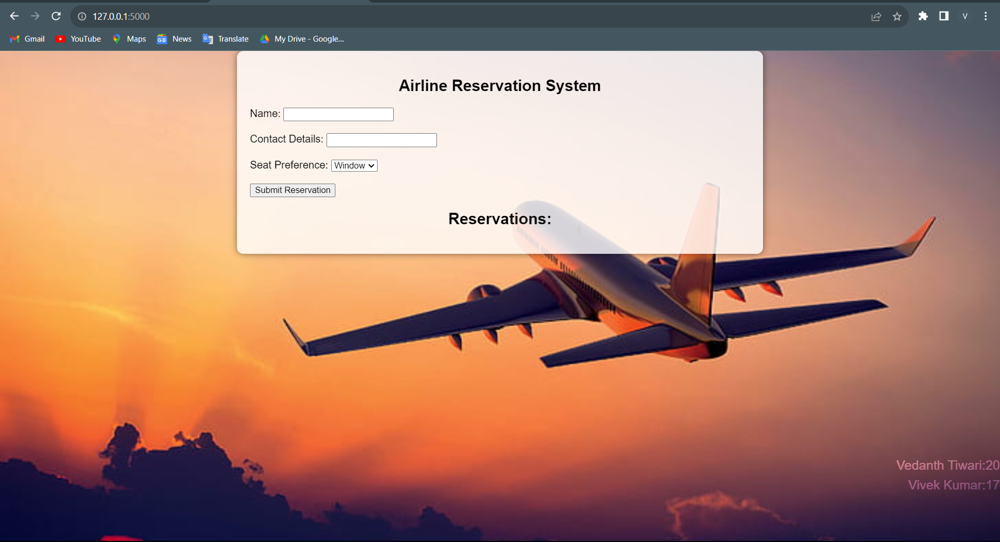 127.0.0.1:5000
V
Gmail YouTube Maps News Translate My Drive - Google...
Airline Reservation System
Name:
Contact Details:
Seat Preference: Window
Submit Reservation
Reservations:
Vedanth Tiwari:20
Vivek Kumar:17